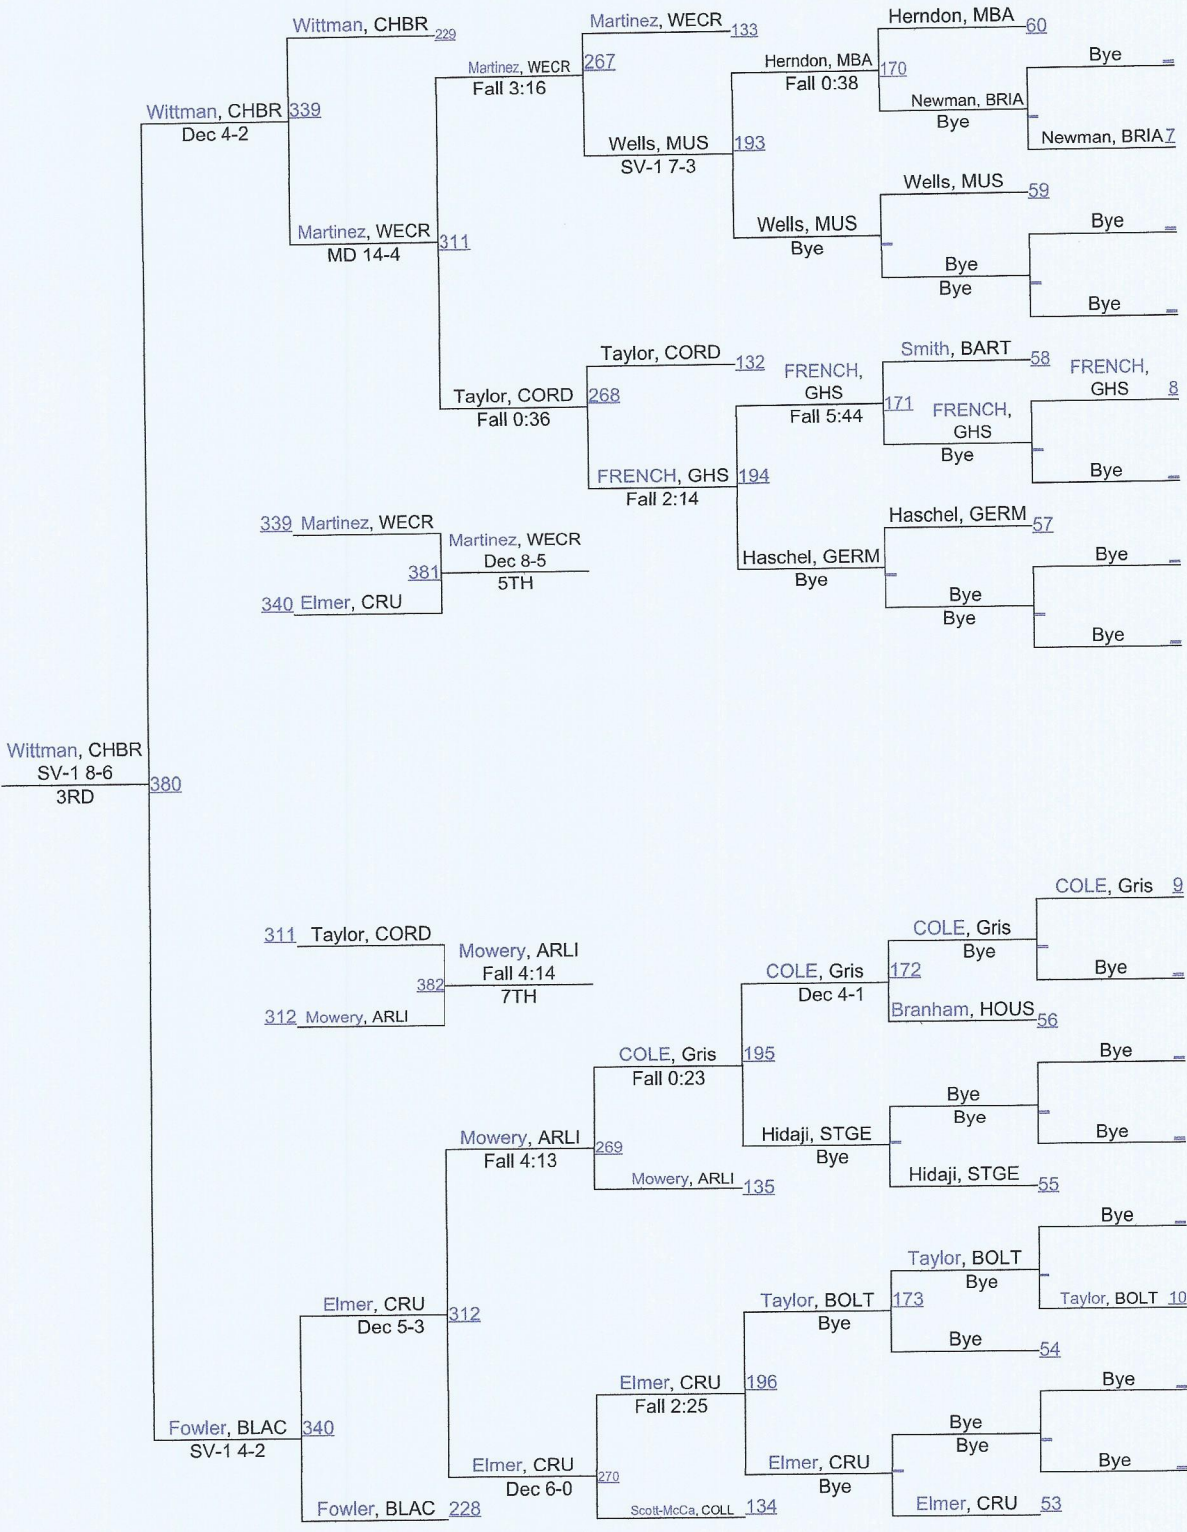 Wittman, CHBR 229
Martinez, WECR 133
Herndon, MBA 60
Bye
Martinez, WECR 267
Fall 3:16
Herndon, MBA 170
Fall 0:38
Newman, BRIA
Bye
Wittman, CHBR 339
Dec 4-2
Wells, MUS 193
SV-1 7-3
Newman, BRIA 7
Wells, MUS 59
Martinez, WECR 311
MD 14-4
Wells, MUS
Bye
Bye
Bye
Bye
Bye
Taylor, CORD 132
Smith, BART 58
FRENCH,
GHS
Fall 5:44
171
FRENCH,
GHS 8
Taylor, CORD 268
Fall 0:36
FRENCH,
GHS
Bye
FRENCH, GHS 194
Fall 2:14
Bye
339 Martinez, WECR
Martinez, WECR
Dec 8-5
5TH
381
340 Elmer, CRU
Haschel, GERM 57
Haschel, GERM
Bye
Bye
Bye
Bye
Bye
Wittman, CHBR
SV-1 8-6
3RD
380
COLE, Gris 9
311 Taylor, CORD
Mowery, ARLI
Fall 4:14
7TH
382
312 Mowery, ARLI
COLE, Gris
Bye
COLE, Gris 172
Dec 4-1
Bye
Branham, HOUS 56
COLE, Gris 195
Fall 0:23
Bye
Bye
Bye
Mowery, ARLI 269
Fall 4:13
Hidaji, STGE
Bye
Bye
Mowery, ARLI 135
Hidaji, STGE 55
Bye
Taylor, BOLT
Bye
Elmer, CRU 312
Dec 5-3
Taylor, BOLT 173
Bye
Taylor, BOLT 10
Bye 54
Elmer, CRU 196
Fall 2:25
Bye
Fowler, BLAC 340
SV-1 4-2
Bye
Bye
Elmer, CRU 270
Dec 6-0
Elmer, CRU
Bye
Bye
Fowler, BLAC 228
Scott-McCa, COLL 134
Elmer, CRU 53